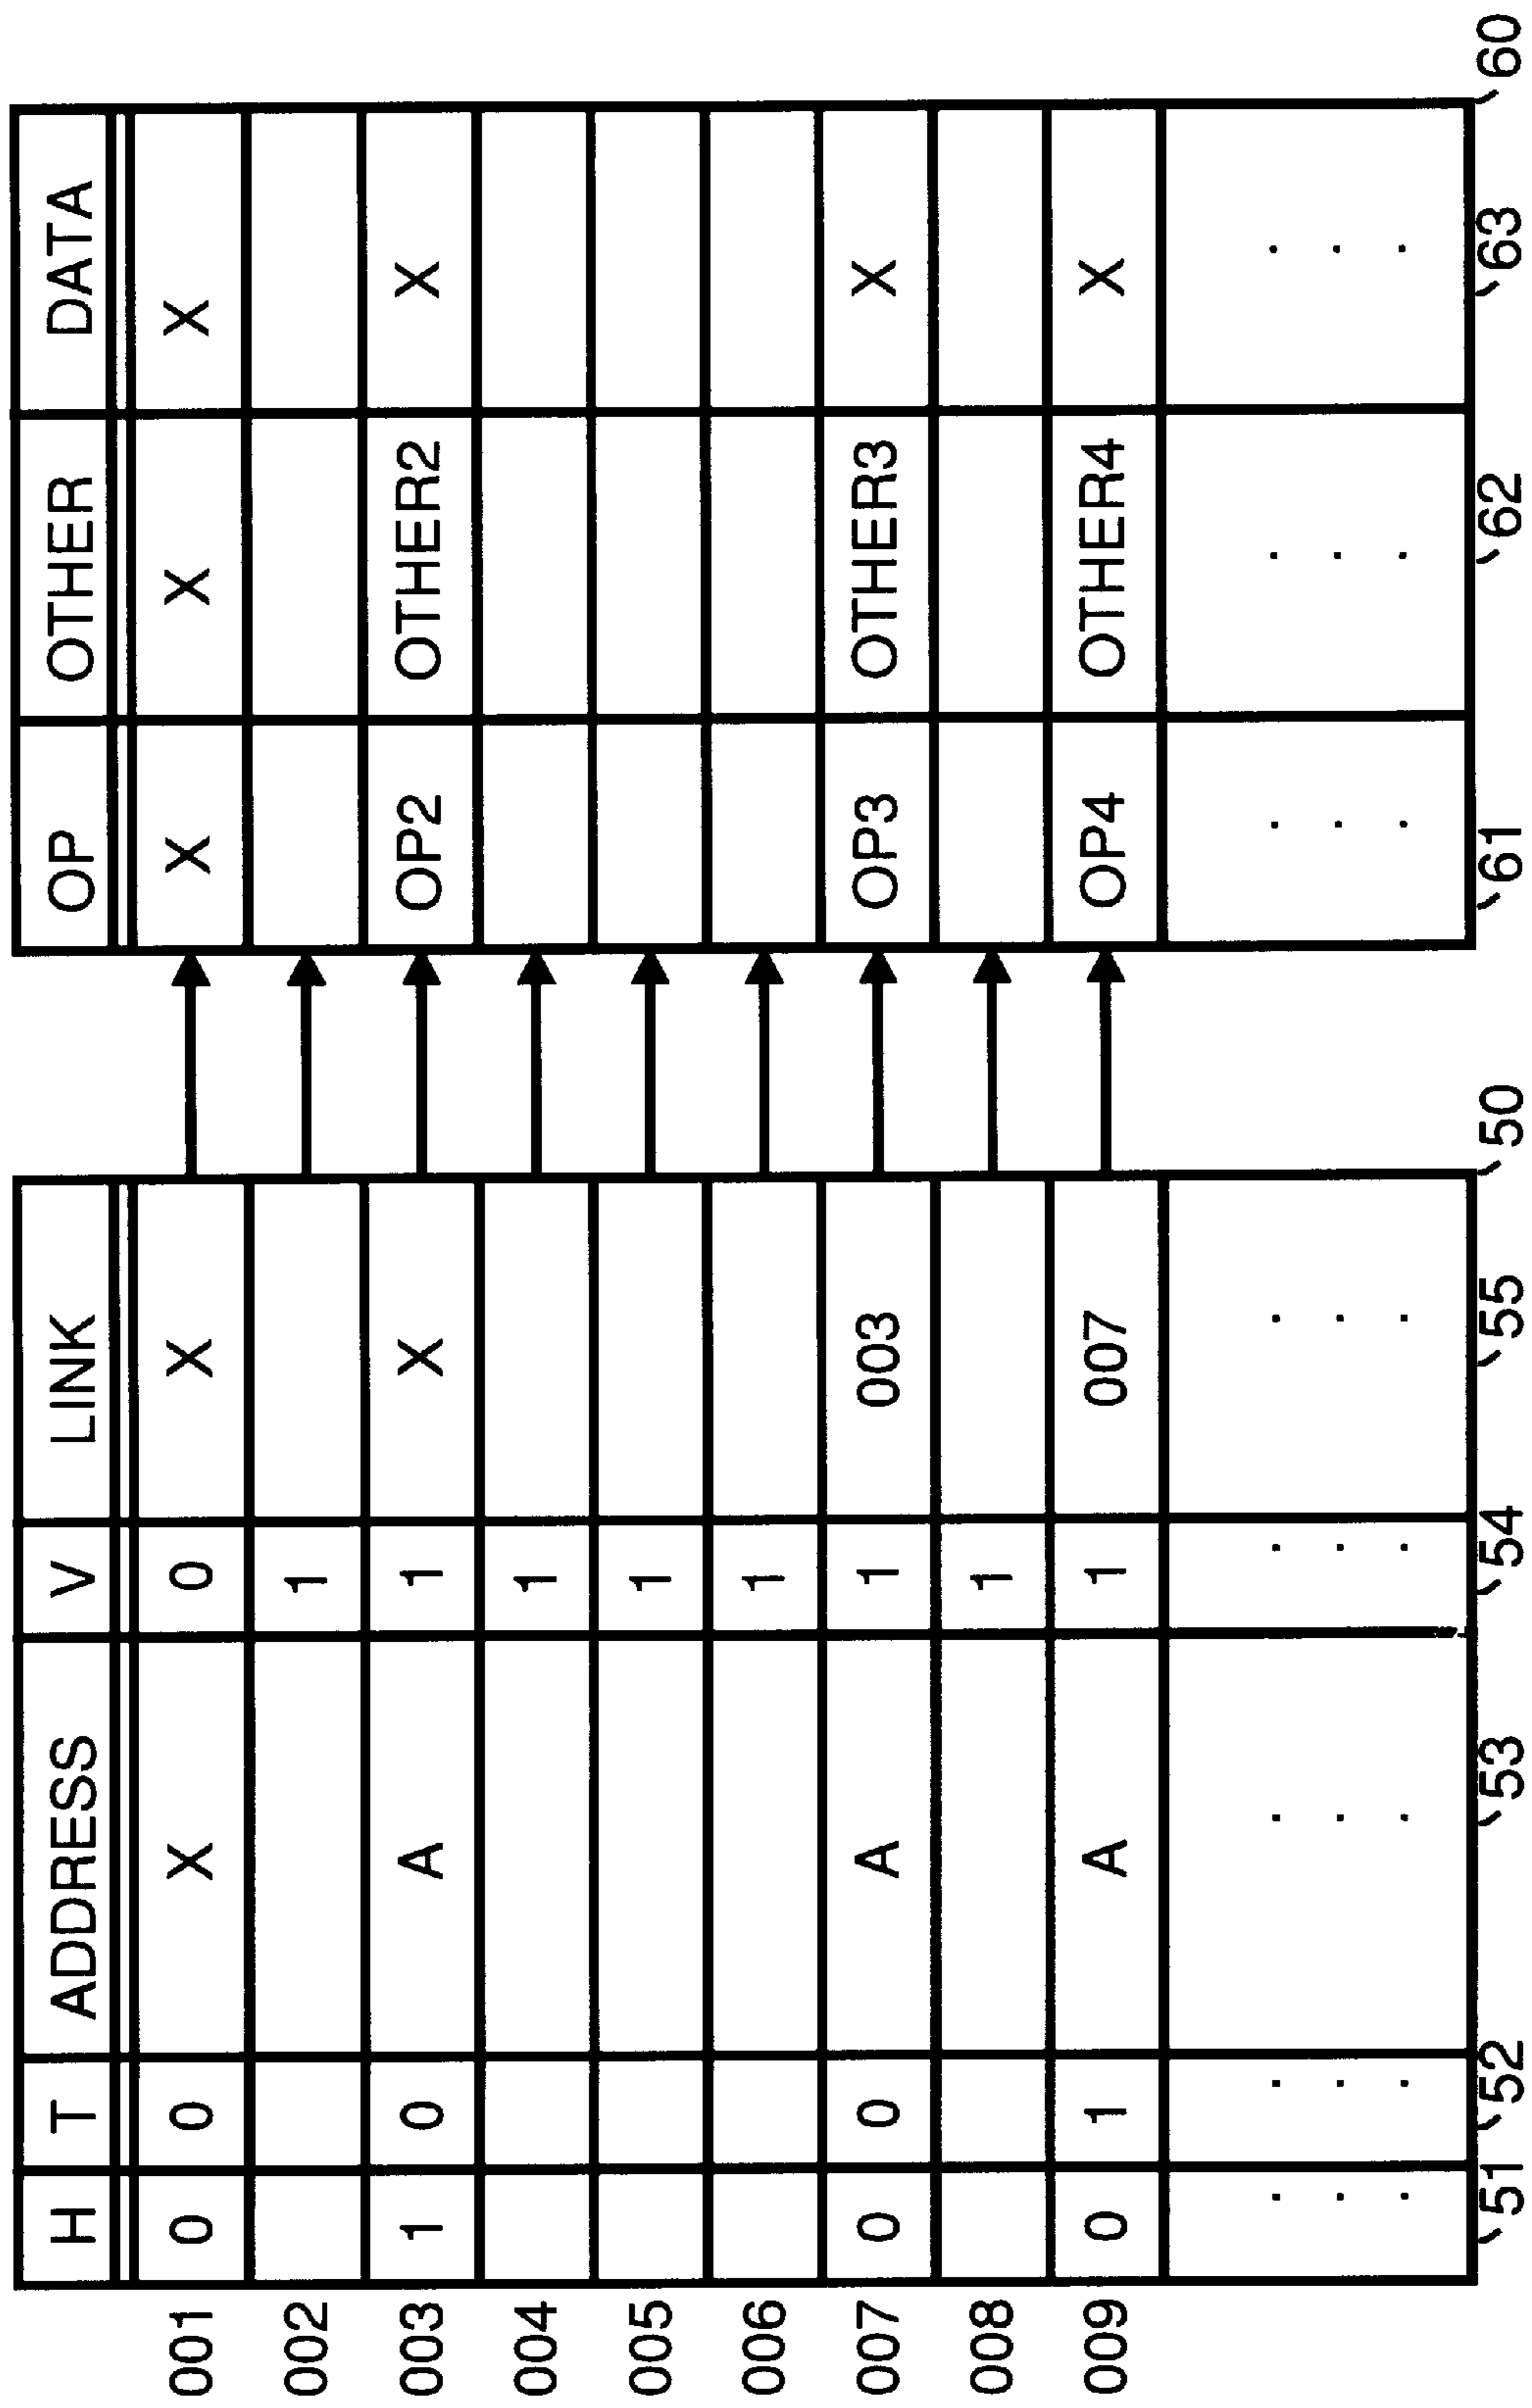 H T ADDRESS V LINK OP OTHER DATA
001 0 0 X 0 X X X X
002 1
003 1 0 A 1 X OP2 OTHER2 X
004 1
005 1
006 1
007 0 0 A 1 003 OP3 OTHER3 X
008 1
009 0 1 A 1 007 OP4 OTHER4 X
. . . . . . . .
. . . . . . . .
. . . . . . . .
51 52 53 54 55 50 61 62 63 60